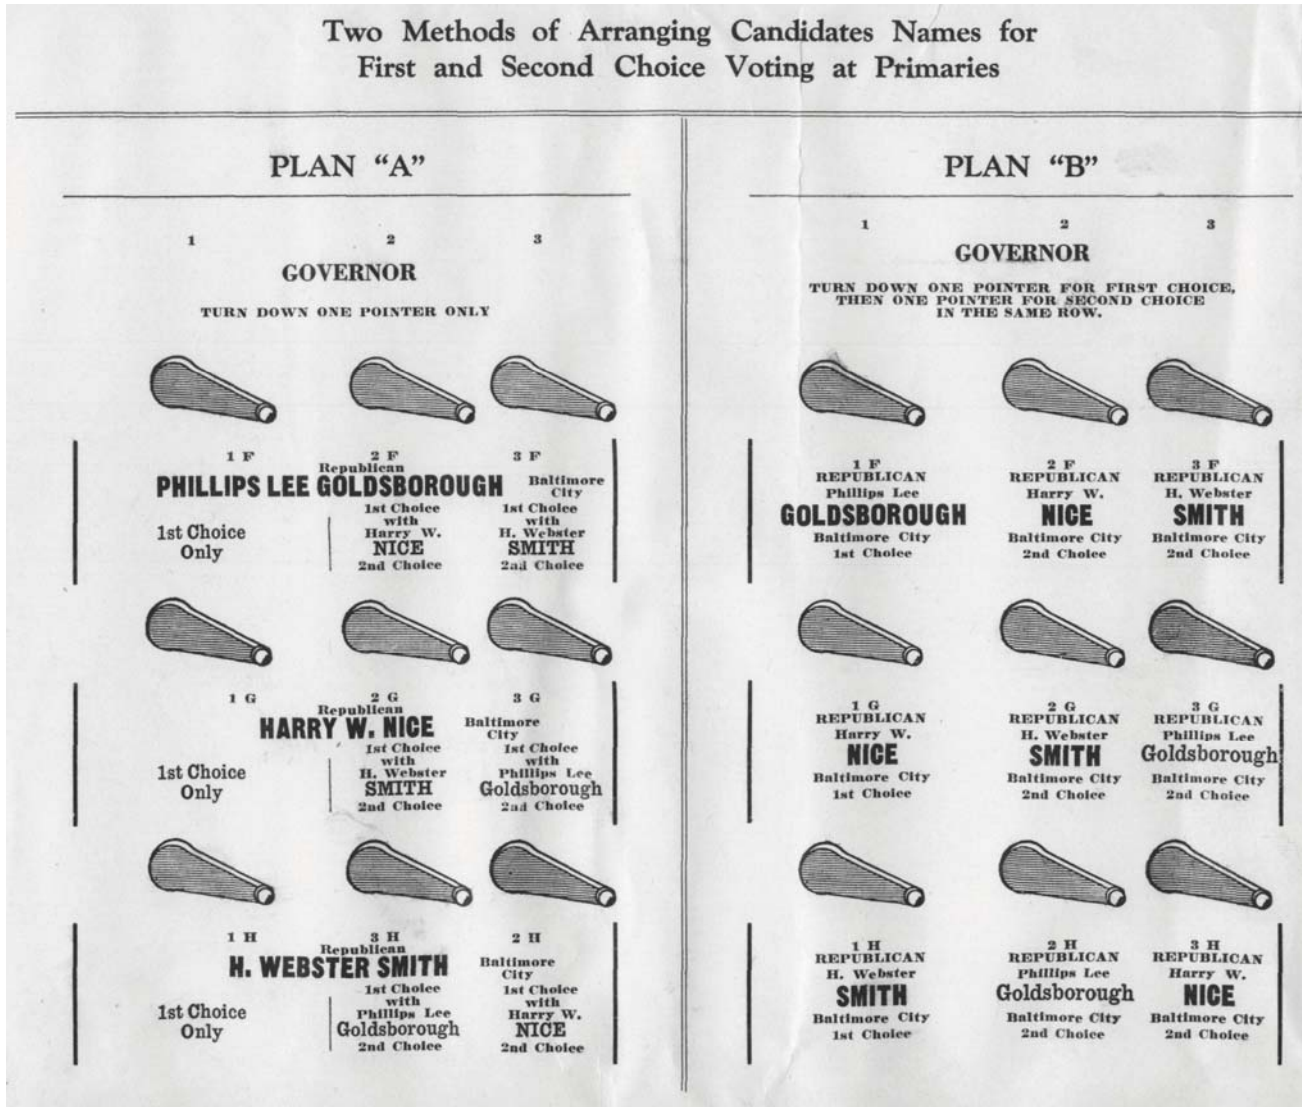 Two Methods of Arranging Candidates Names for
First and Second Choice Voting at Primaries
PLAN “A”
1 2 3
GOVERNOR
TURN DOWN ONE POINTER ONLY
1 F 2 F 3 F
Republican
PHILLIPS LEE GOLDSBOROUGH Baltimore
City
1st Choice
Only
1st Choice
with
Harry W.
NICE
2nd Choice
1st Choice
with
H. Webster
SMITH
2nd Choice
1 G 2 G 3 G
Republican
HARRY W. NICE Baltimore
City
1st Choice
Only
1st Choice
with
H. Webster
SMITH
2nd Choice
1st Choice
with
Phillips Lee
Goldsborough
2nd Choice
1 H 3 H 2 H
Republican
H. WEBSTER SMITH Baltimore
City
1st Choice
Only
1st Choice
with
Phillips Lee
Goldsborough
2nd Choice
1st Choice
with
Harry W.
NICE
2nd Choice
PLAN “B”
1 2 3
GOVERNOR
TURN DOWN ONE POINTER FOR FIRST CHOICE,
THEN ONE POINTER FOR SECOND CHOICE
IN THE SAME ROW.
1 F
REPUBLICAN
Phillips Lee
GOLDSBOROUGH
Baltimore City
1st Choice
2 F
REPUBLICAN
Harry W.
NICE
Baltimore City
2nd Choice
3 F
REPUBLICAN
H. Webster
SMITH
Baltimore City
2nd Choice
1 G
REPUBLICAN
Harry W.
NICE
Baltimore City
1st Choice
2 G
REPUBLICAN
H. Webster
SMITH
Baltimore City
2nd Choice
3 G
REPUBLICAN
Phillips Lee
Goldsborough
Baltimore City
2nd Choice
1 H
REPUBLICAN
H. Webster
SMITH
Baltimore City
1st Choice
2 H
REPUBLICAN
Phillips Lee
Goldsborough
Baltimore City
2nd Choice
3 H
REPUBLICAN
Harry W.
NICE
Baltimore City
2nd Choice